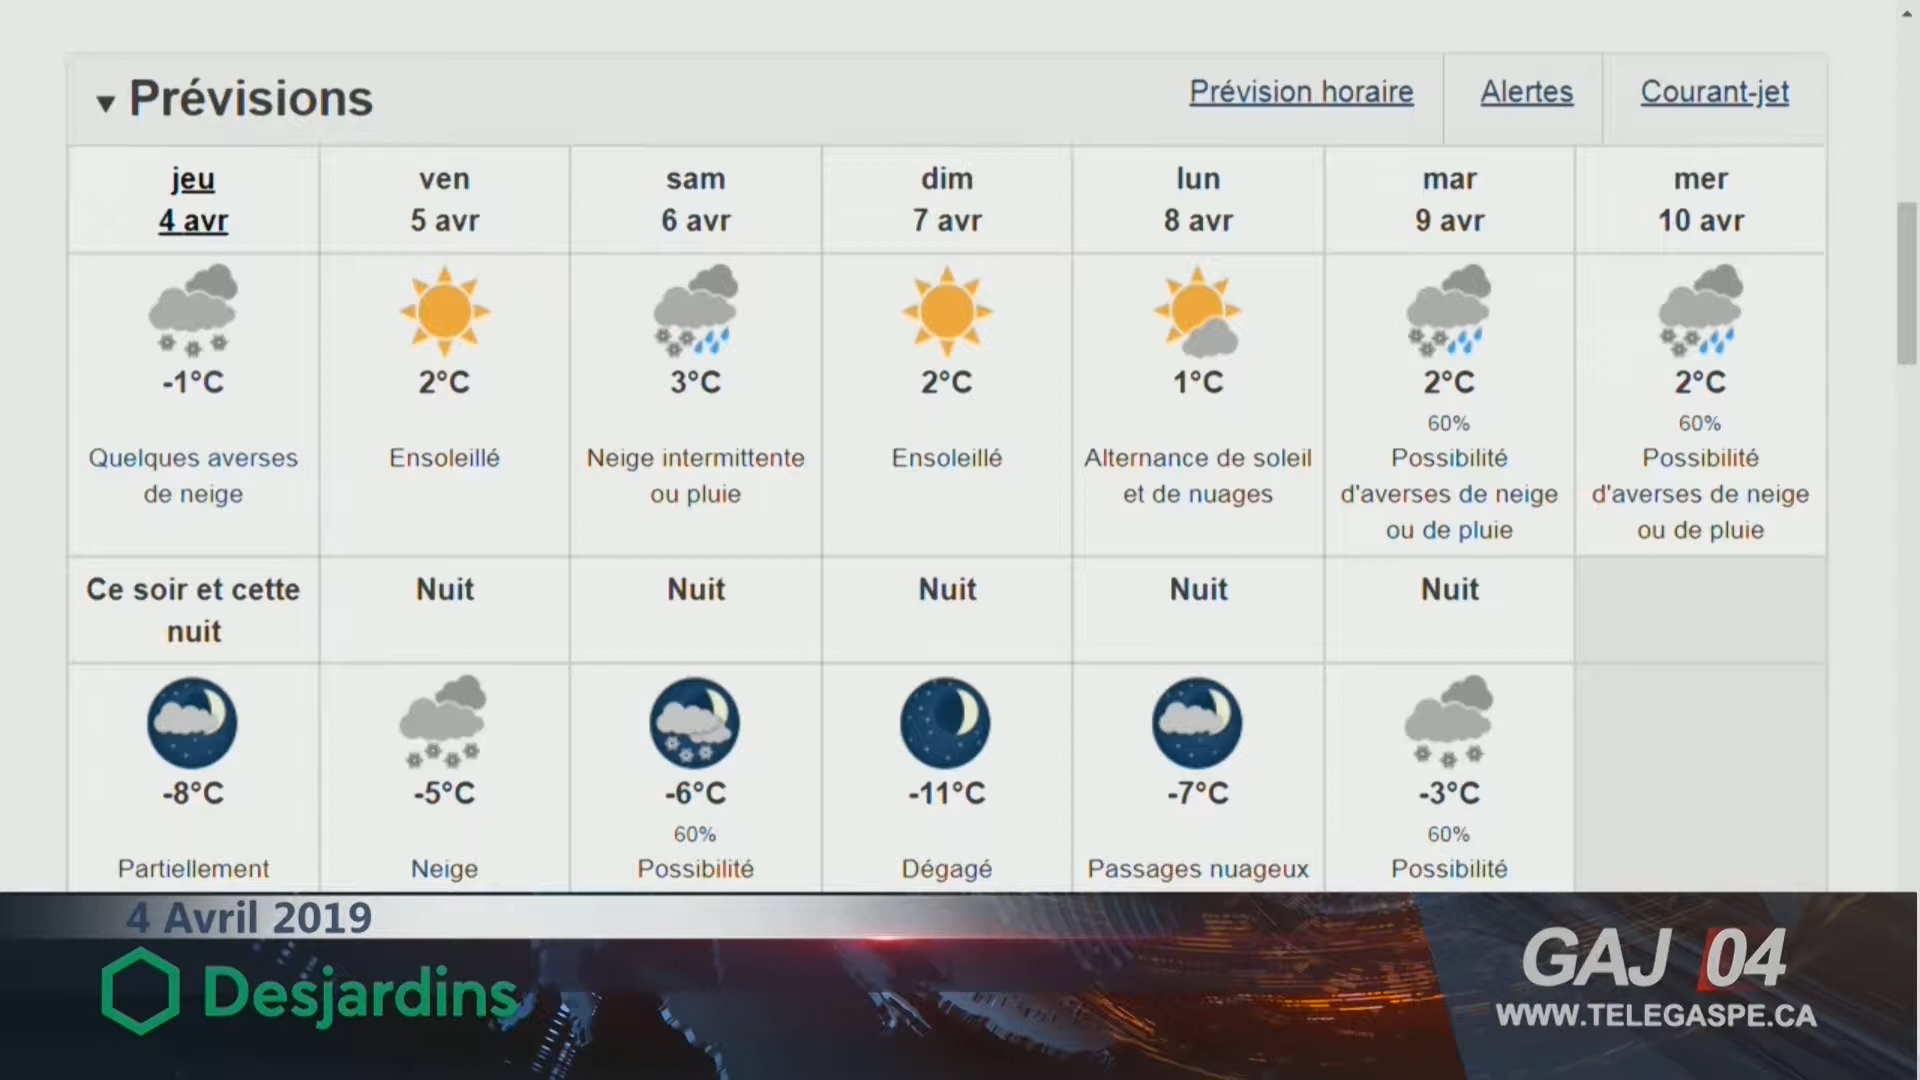 Prévisions
Prévision horaire
Alertes
Courant-jet
jeu
4 avr
ven
5 avr
sam
6 avr
dim
7 avr
lun
8 avr
mar
9 avr
mer
10 avr
-1°C
Quelques averses
de neige
2°C
Ensoleillé
3°C
Neige intermittente
ou pluie
2°C
Ensoleillé
1°C
Alternance de soleil
et de nuages
2°C
60%
Possibilité
d'averses de neige
ou de pluie
2°C
60%
Possibilité
d'averses de neige
ou de pluie
Ce soir et cette
nuit
Nuit
Nuit
Nuit
Nuit
Nuit
-8°C
Partiellement
-5°C
Neige
-6°C
60%
Possibilité
-11°C
Dégagé
-7°C
Passages nuageux
-3°C
60%
Possibilité
4 Avril 2019
Desjardins
GAJ 04
WWW.TELEGASPE.CA